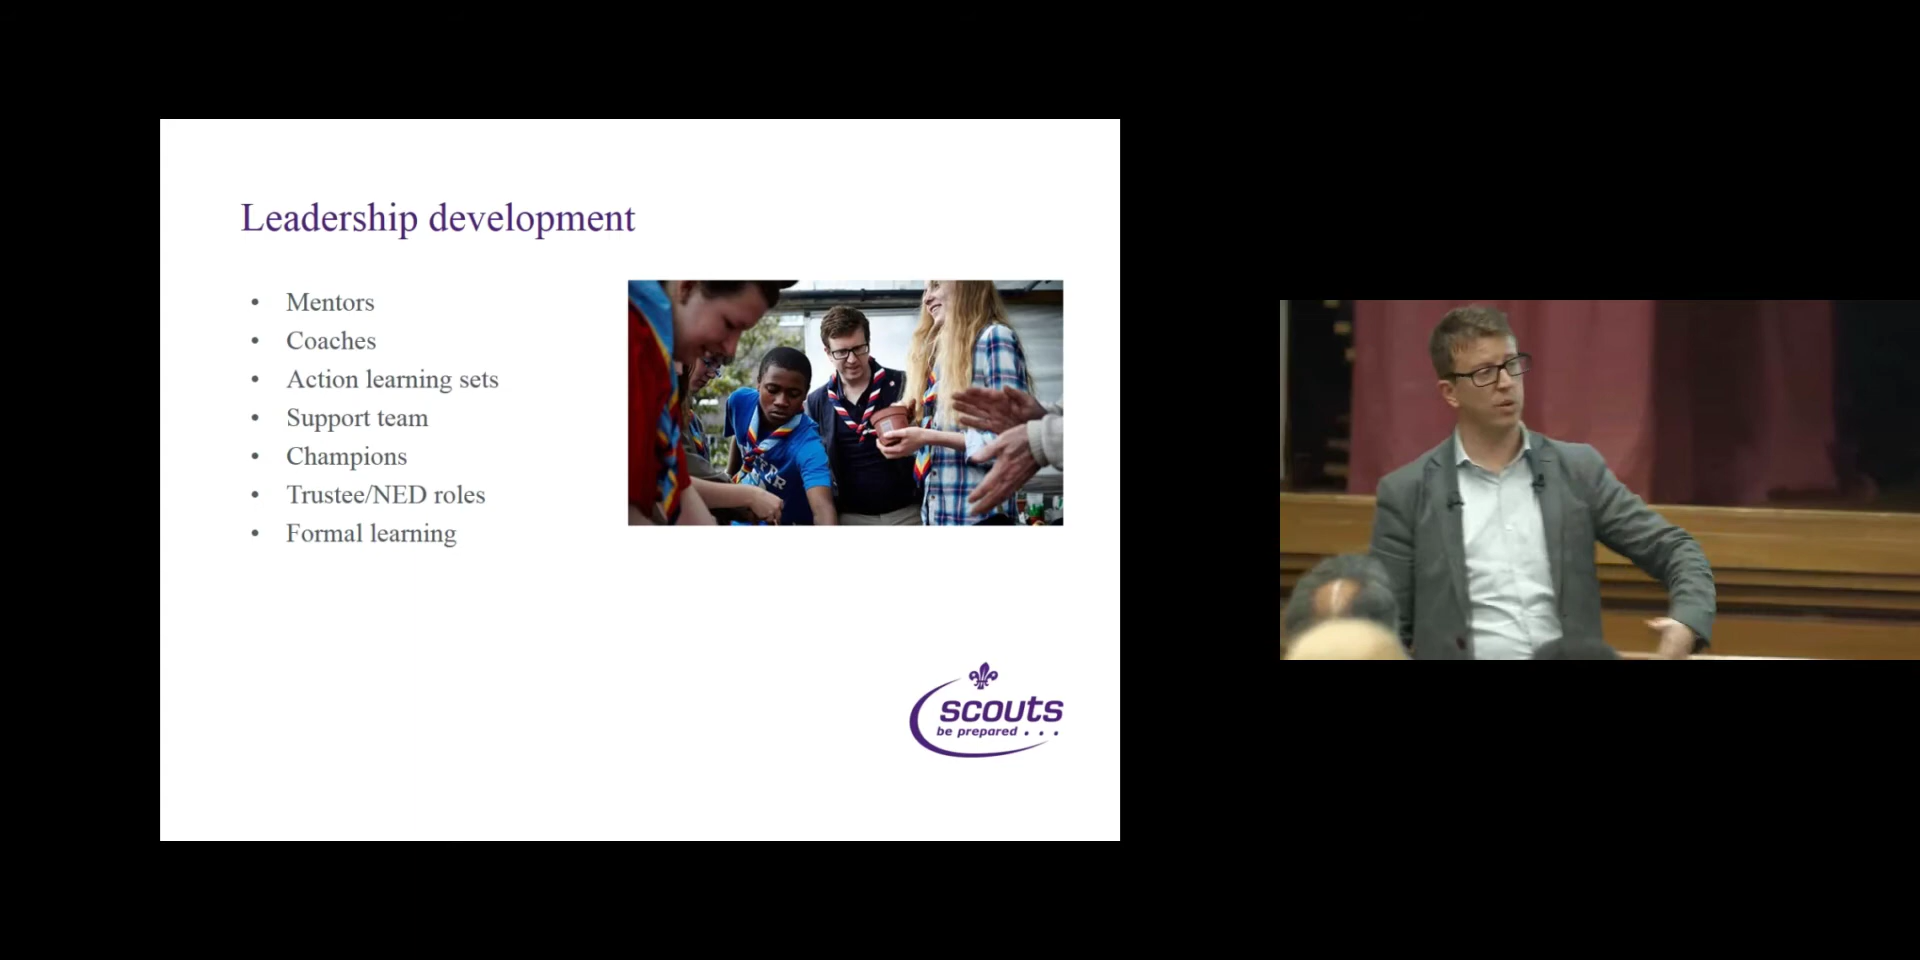 Leadership development
• Mentors
• Coaches
• Action learning sets
• Support team
• Champions
• Trustee/NED roles
• Formal learning
scouts
be prepared . . .